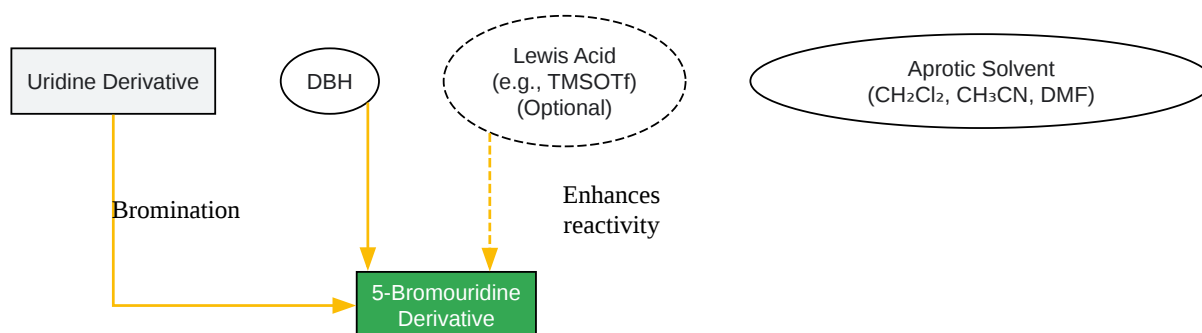 Uridine Derivative
DBH
Lewis Acid
(e.g., TMSOTf)
(Optional)
Aprotic Solvent
(CH₂Cl₂, CH₃CN, DMF)
Bromination
Enhances
reactivity
5-Bromouridine
Derivative